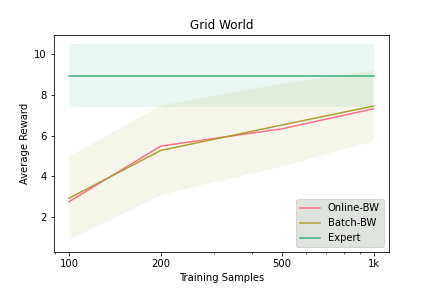 Grid World
Average Reward
10
8
6
4
2
100
200
500
1k
Training Samples
Online-BW
Batch-BW
Expert